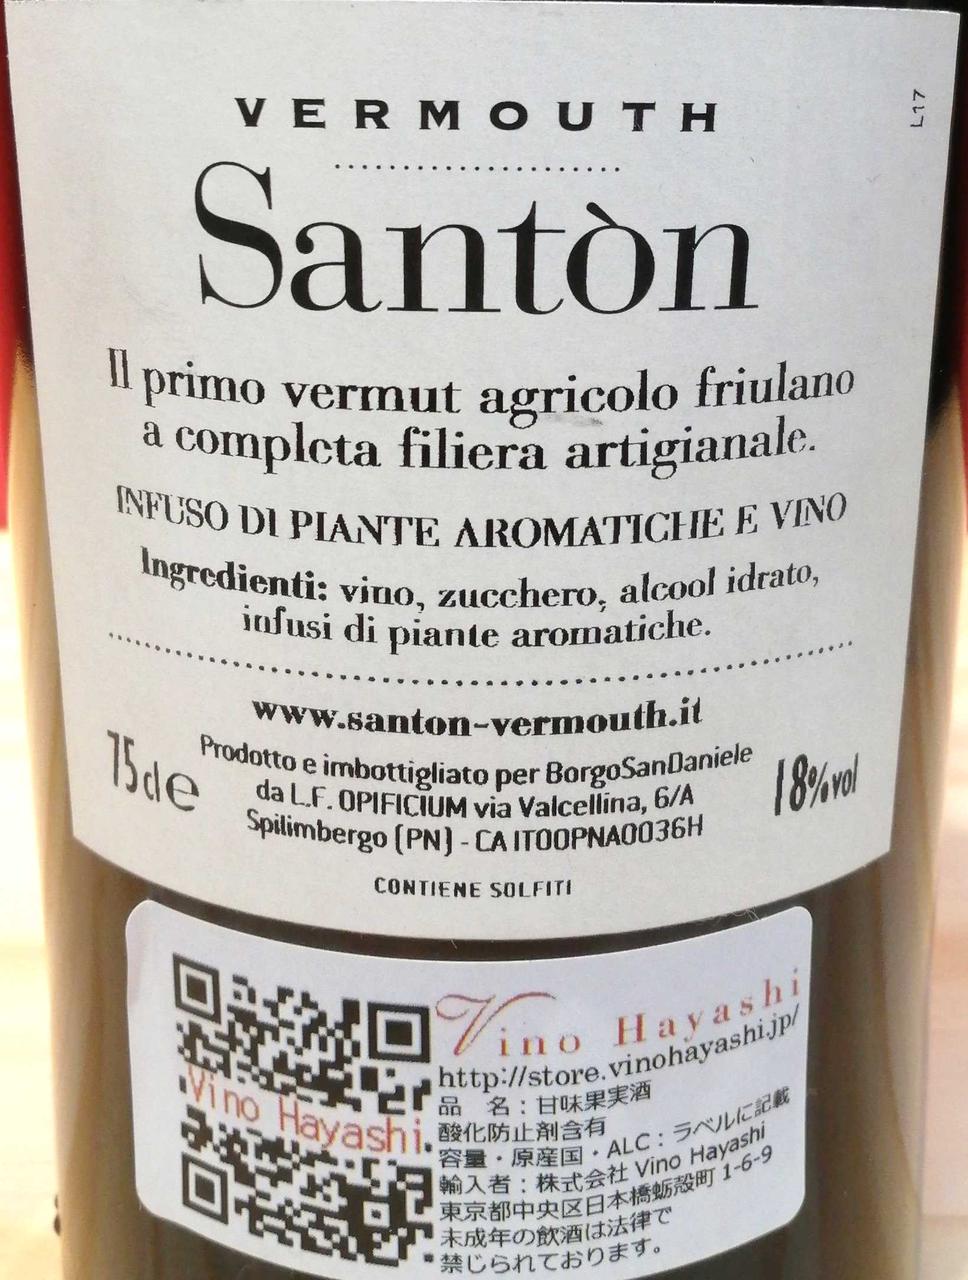 L17
VERMOUTH
Santòn
Il primo vermut agricolo friulano
a completa filiera artigianale.
INFUSO DI PIANTE AROMATICHE E VINO
Ingredienti: vino, zucchero, alcool idrato,
infusi di piante aromatiche.
www.santon-vermouth.it
75cl e
Prodotto e imbottigliato per BorgoSanDaniele
da L.F. OPIFICIUM via Valcellina, 6/A
Spilimbergo (PN) - CA IT00PNA0036H
18%vol
CONTIENE SOLFITI
Vino Hayashi
Vino Hayashi
http://store.vinohayashi.jp/
品 名：甘味果実酒
酸化防止剤含有
容量・原産国・ALC：ラベルに記載
輸入者：株式会社 Vino Hayashi
東京都中央区日本橋蛎殻町 1-6-9
未成年の飲酒は法律で
禁じられております。